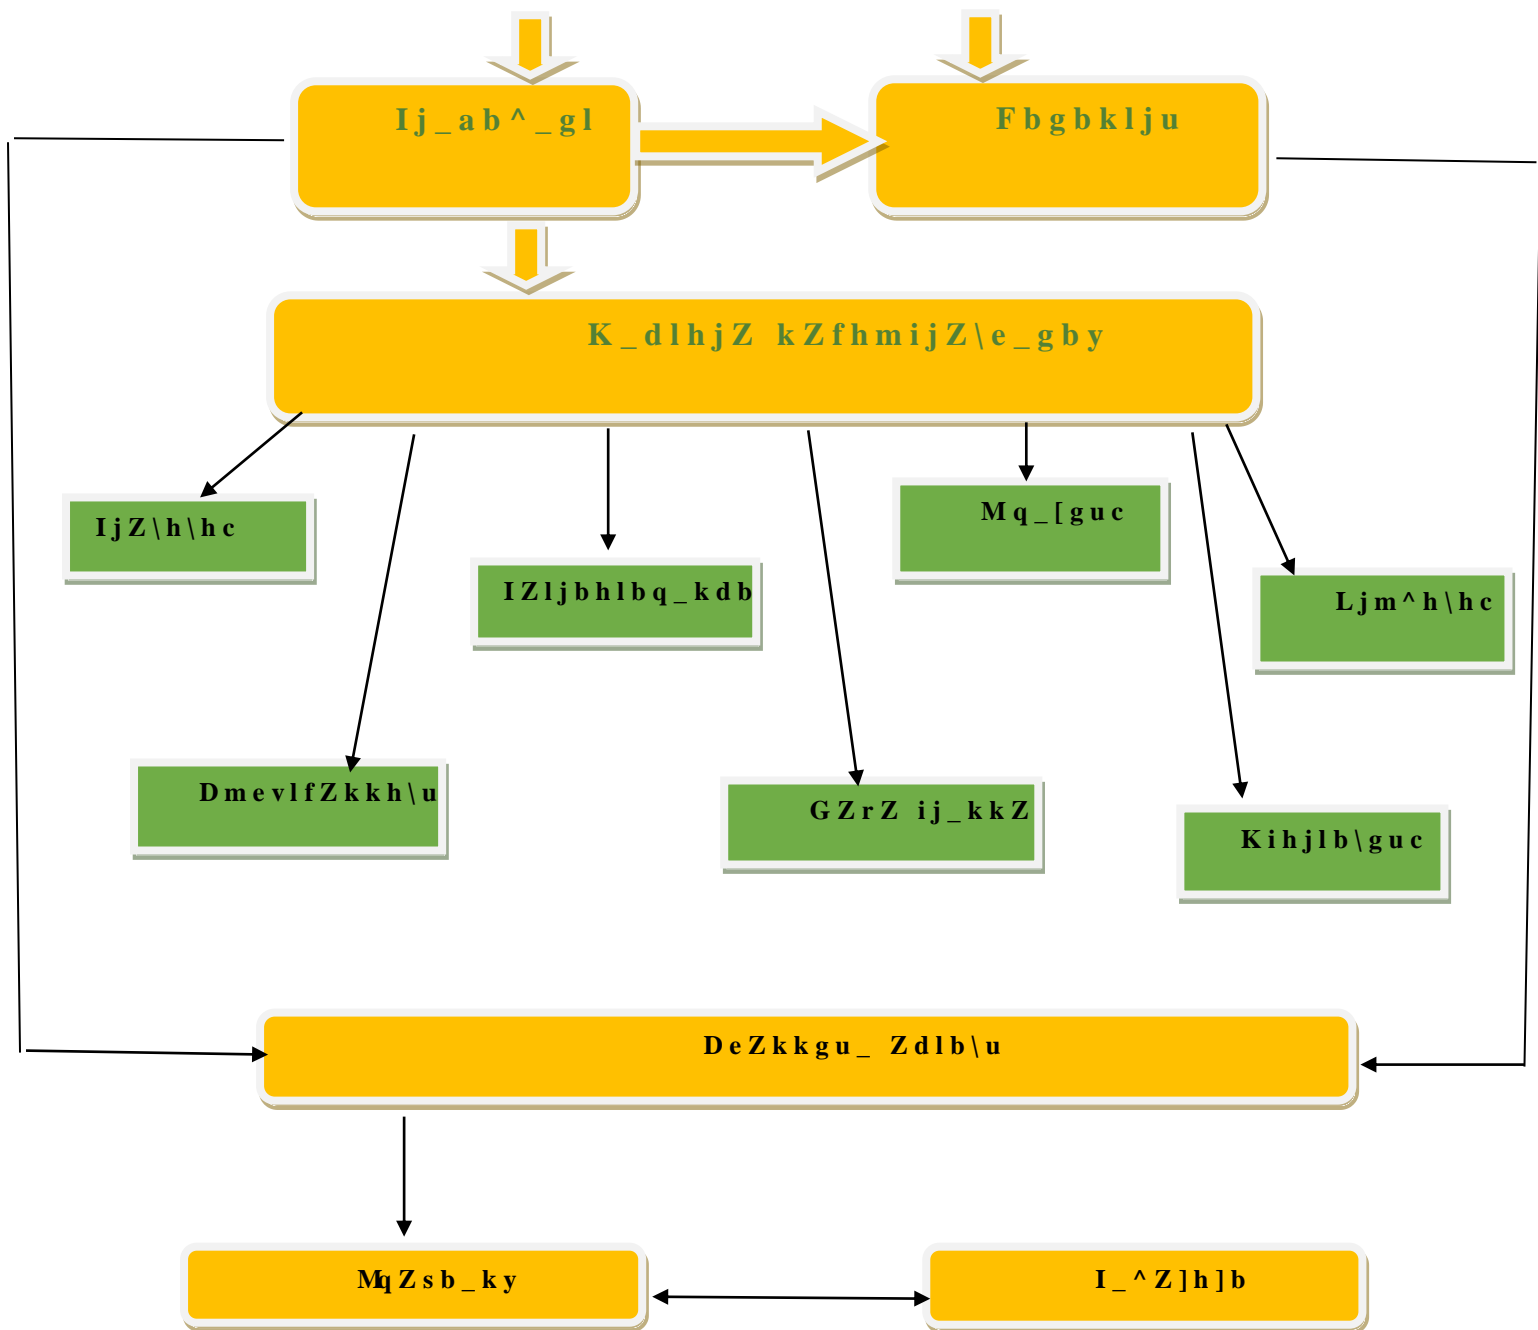 Ij_ab^_gl
Fbgbklju
K_dlhjZ kZfhmijZ\e_gby
IjZ\h\hc
Mq_[guc
IZljbhlbq_kdb
Ljm^h\hc
DmevlfZkkh\u
GZrZ ij_kkZ
Kihjlb\guc
DeZkkgu_ Zdlb\u
MqZsb_ky
I_^Z]h]b